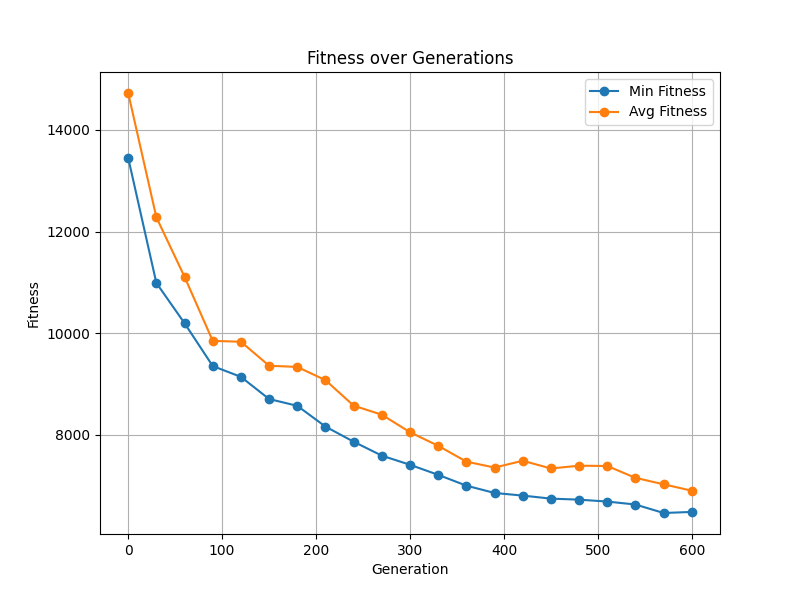 Fitness over Generations
Min Fitness
Avg Fitness
14000
12000
10000
8000
Fitness
0 100 200 300 400 500 600
Generation